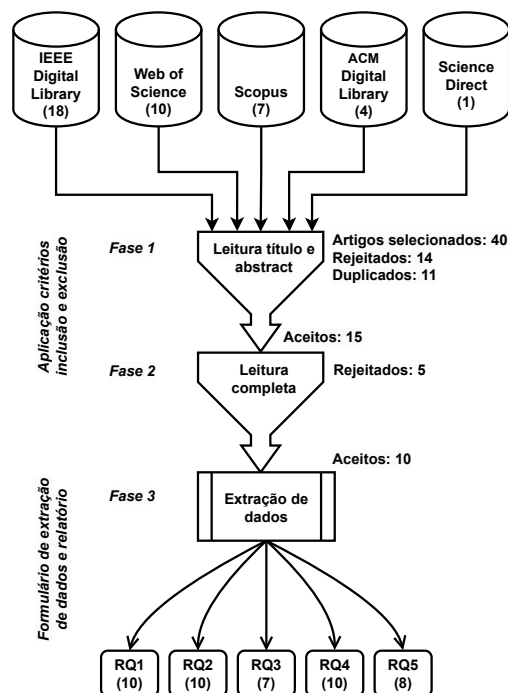 IEEE
Digital
Library
(18)
Web of
Science
(10)
Scopus
(7)
ACM
Digital
Library
(4)
Science
Direct
(1)
Aplicação critérios
inclusão e exclusão
Fase 1
Leitura título e
abstract
Artigos selecionados: 40
Rejeitados: 14
Duplicados: 11
Aceitos: 15
Fase 2
Leitura
completa
Rejeitados: 5
Aceitos: 10
Formulário de extração
de dados e relatório
Fase 3
Extração de
dados
RQ1
(10)
RQ2
(10)
RQ3
(7)
RQ4
(10)
RQ5
(8)